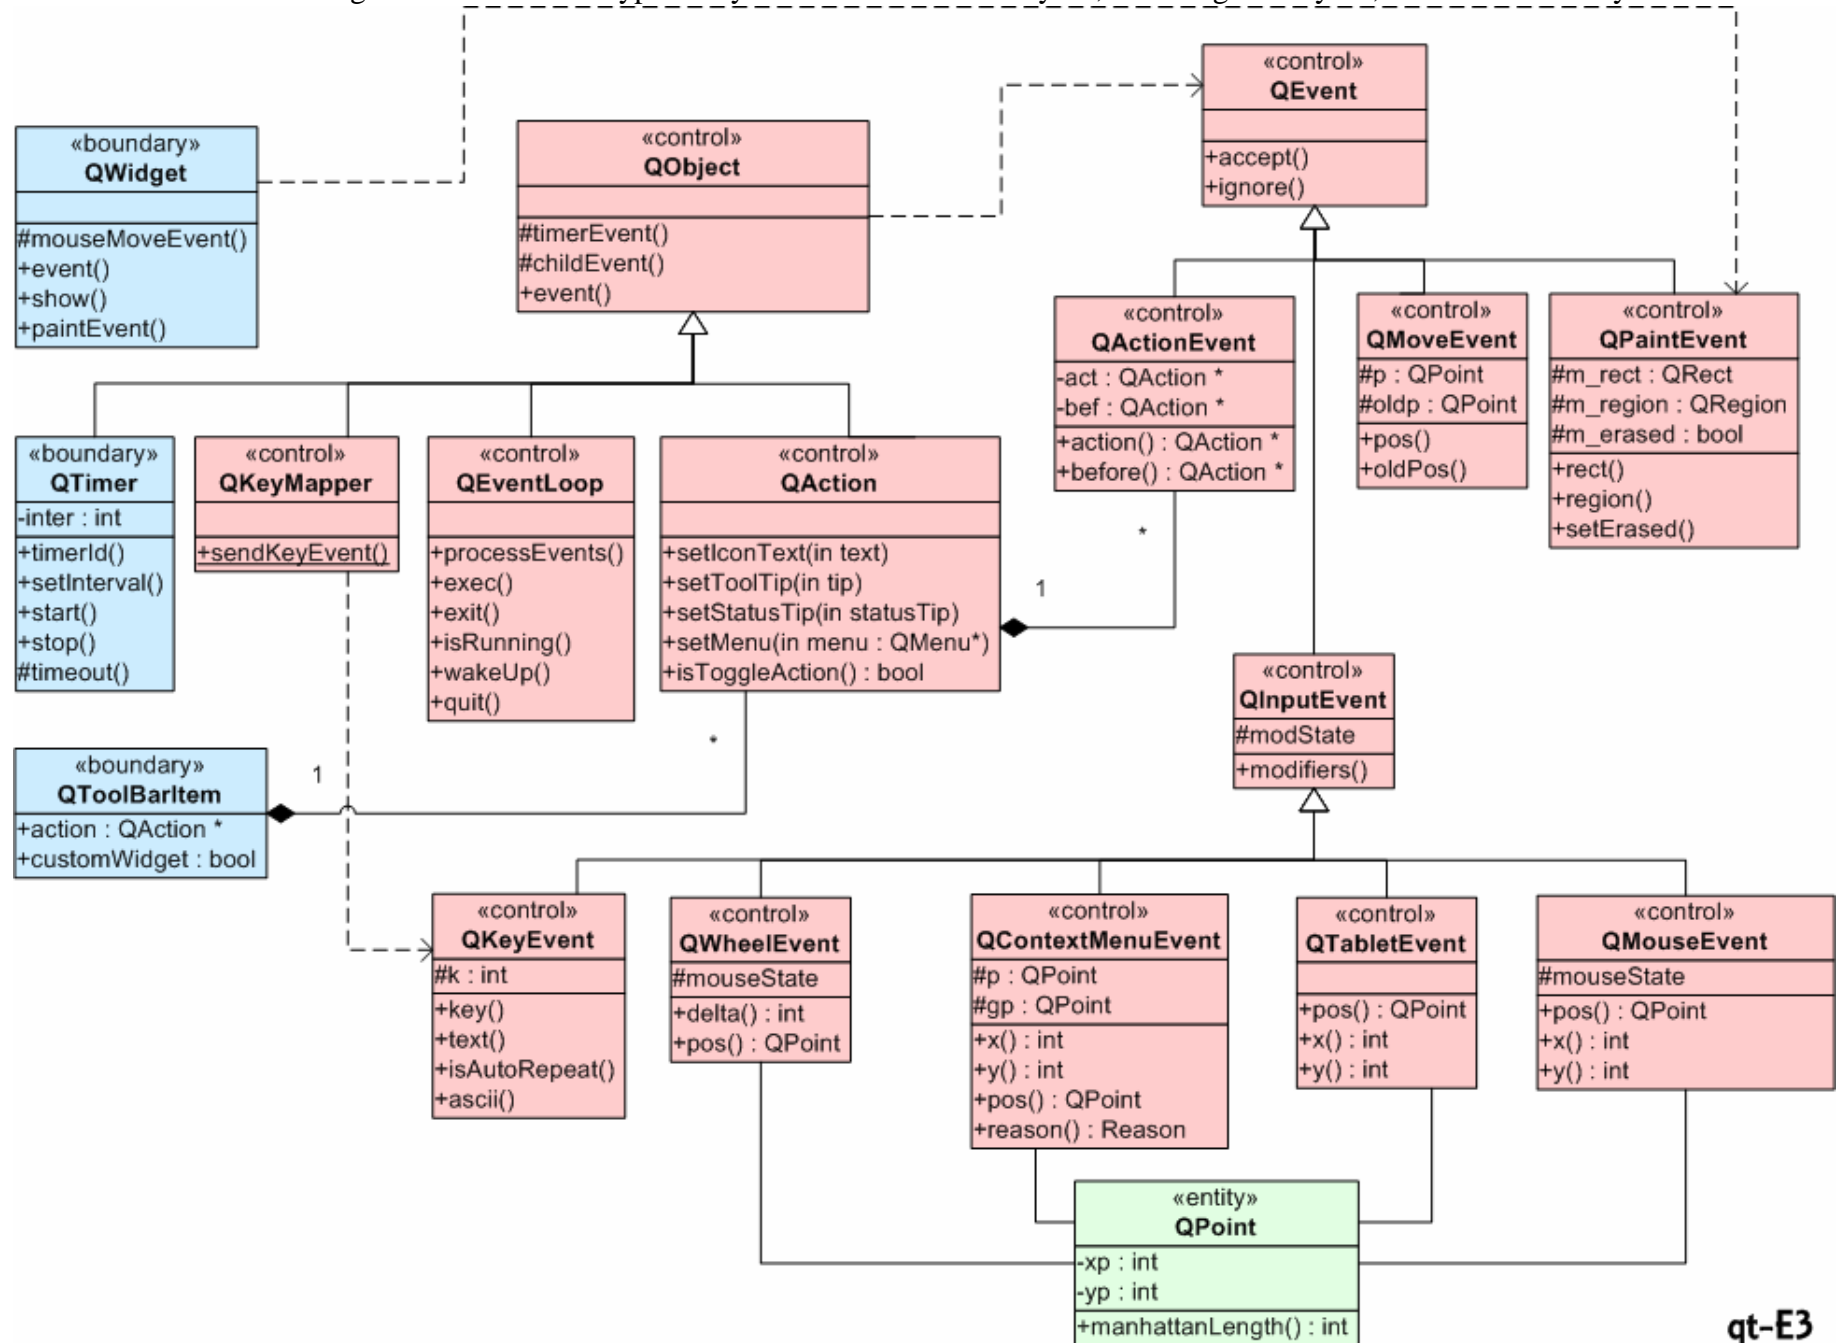 «control»
QEvent
+accept()
+ignore()
«boundary»
QWidget
#mouseMoveEvent()
+event()
+show()
+paintEvent()
«control»
QObject
#timerEvent()
#childEvent()
+event()
«control»
QActionEvent
-act : QAction *
-bef : QAction *
+action() : QAction *
+before() : QAction *
«control»
QMoveEvent
#p : QPoint
#oldp : QPoint
+pos()
+oldPos()
«control»
QPaintEvent
#m_rect : QRect
#m_region : QRegion
#m_erased : bool
+rect()
+region()
+setErased()
«boundary»
QTimer
-inter : int
+timerId()
+setInterval()
+start()
+stop()
#timeout()
«control»
QKeyMapper
+sendKeyEvent()
«control»
QEventLoop
+processEvents()
+exec()
+exit()
+isRunning()
+wakeUp()
+quit()
«control»
QAction
+setIconText(in text)
+setToolTip(in tip)
+setStatusTip(in statusTip)
+setMenu(in menu : QMenu*)
+isToggleAction() : bool
*
1
«control»
QInputEvent
#modState
+modifiers()
«boundary»
QToolBarItem
+action : QAction *
+customWidget : bool
1
*
«control»
QKeyEvent
#k : int
+key()
+text()
+isAutoRepeat()
+ascii()
«control»
QWheelEvent
#mouseState
+delta() : int
+pos() : QPoint
«control»
QContextMenuEvent
#p : QPoint
#gp : QPoint
+x() : int
+y() : int
+pos() : QPoint
+reason() : Reason
«control»
QTabletEvent
+pos() : QPoint
+x() : int
+y() : int
«control»
QMouseEvent
#mouseState
+pos() : QPoint
+x() : int
+y() : int
«entity»
QPoint
-xp : int
-yp : int
+manhattanLength() : int
qt-E3